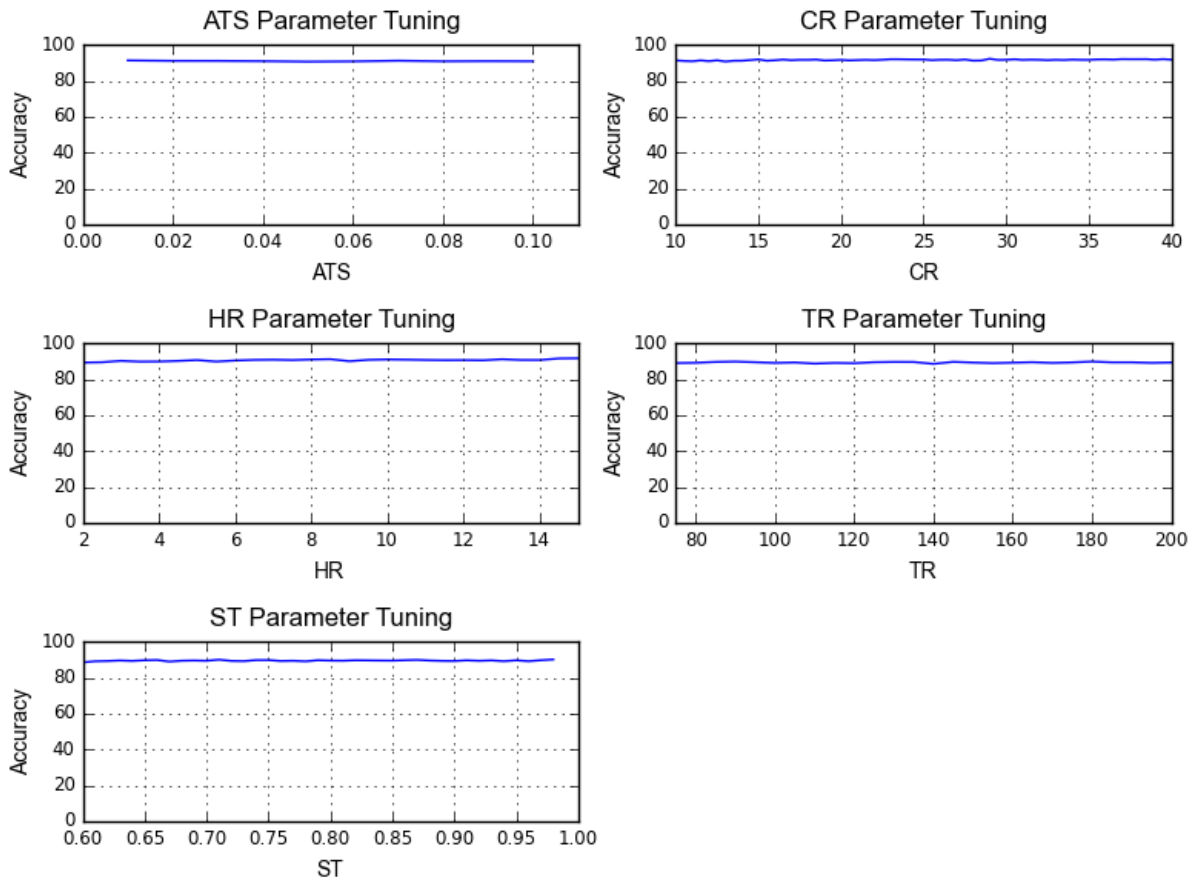 ATS Parameter Tuning
Accuracy
100
80
60
40
20
0
0.00 0.02 0.04 0.06 0.08 0.10
ATS
CR Parameter Tuning
Accuracy
100
80
60
40
20
0
10 15 20 25 30 35 40
CR
HR Parameter Tuning
Accuracy
100
80
60
40
20
0
2 4 6 8 10 12 14
HR
TR Parameter Tuning
Accuracy
100
80
60
40
20
0
80 100 120 140 160 180 200
TR
ST Parameter Tuning
Accuracy
100
80
60
40
20
0
0.60 0.65 0.70 0.75 0.80 0.85 0.90 0.95 1.00
ST